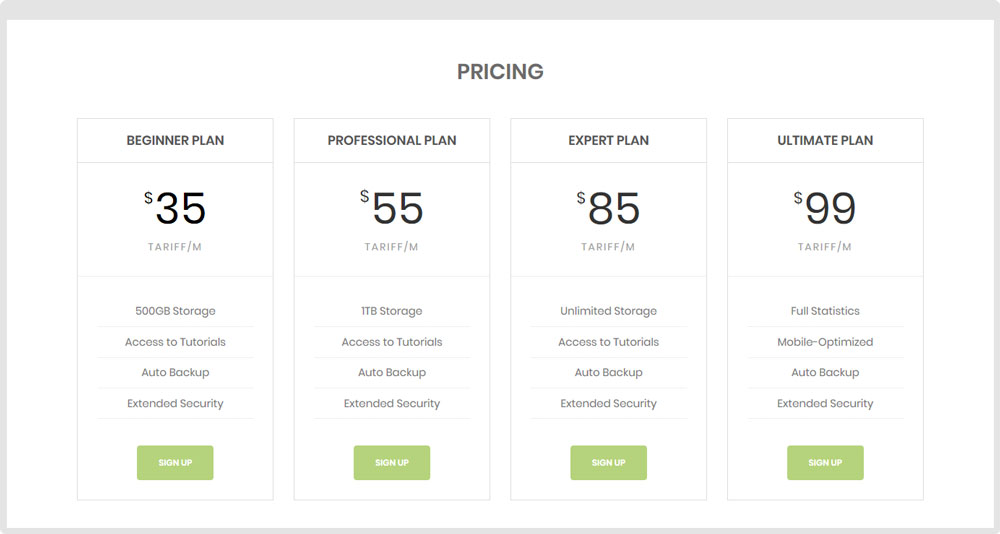 PRICING
BEGINNER PLAN
$35
TARIFF/M
500GB Storage
Access to Tutorials
Auto Backup
Extended Security
SIGN UP
PROFESSIONAL PLAN
$55
TARIFF/M
1TB Storage
Access to Tutorials
Auto Backup
Extended Security
SIGN UP
EXPERT PLAN
$85
TARIFF/M
Unlimited Storage
Access to Tutorials
Auto Backup
Extended Security
SIGN UP
ULTIMATE PLAN
$99
TARIFF/M
Full Statistics
Mobile-Optimized
Auto Backup
Extended Security
SIGN UP